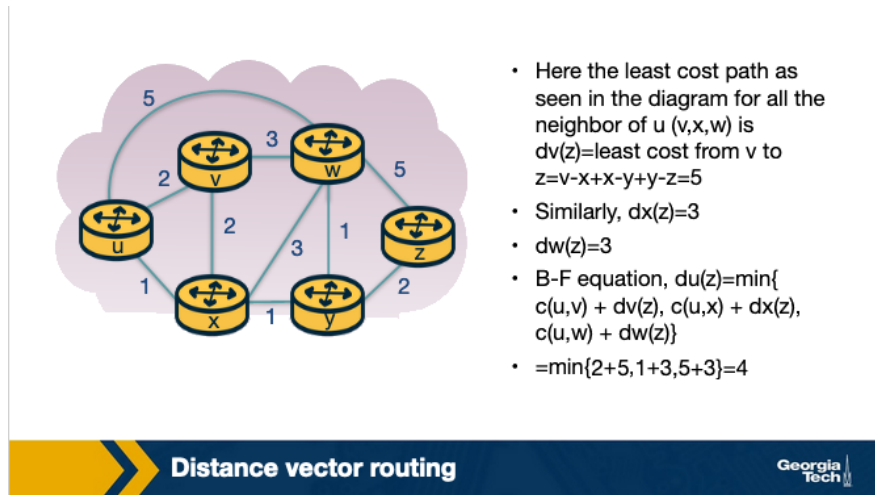 5
3
v
w
5
2
u
2
3
1
z
1
2
x
1
y
• Here the least cost path as
seen in the diagram for all the
neighbor of u (v,x,w) is
dv(z)=least cost from v to
z=v-x+x-y+y-z=5
• Similarly, dx(z)=3
• dw(z)=3
• B-F equation, du(z)=min{
c(u,v) + dv(z), c(u,x) + dx(z),
c(u,w) + dw(z)}
• =min{2+5,1+3,5+3}=4
Distance vector routing
Georgia
Tech